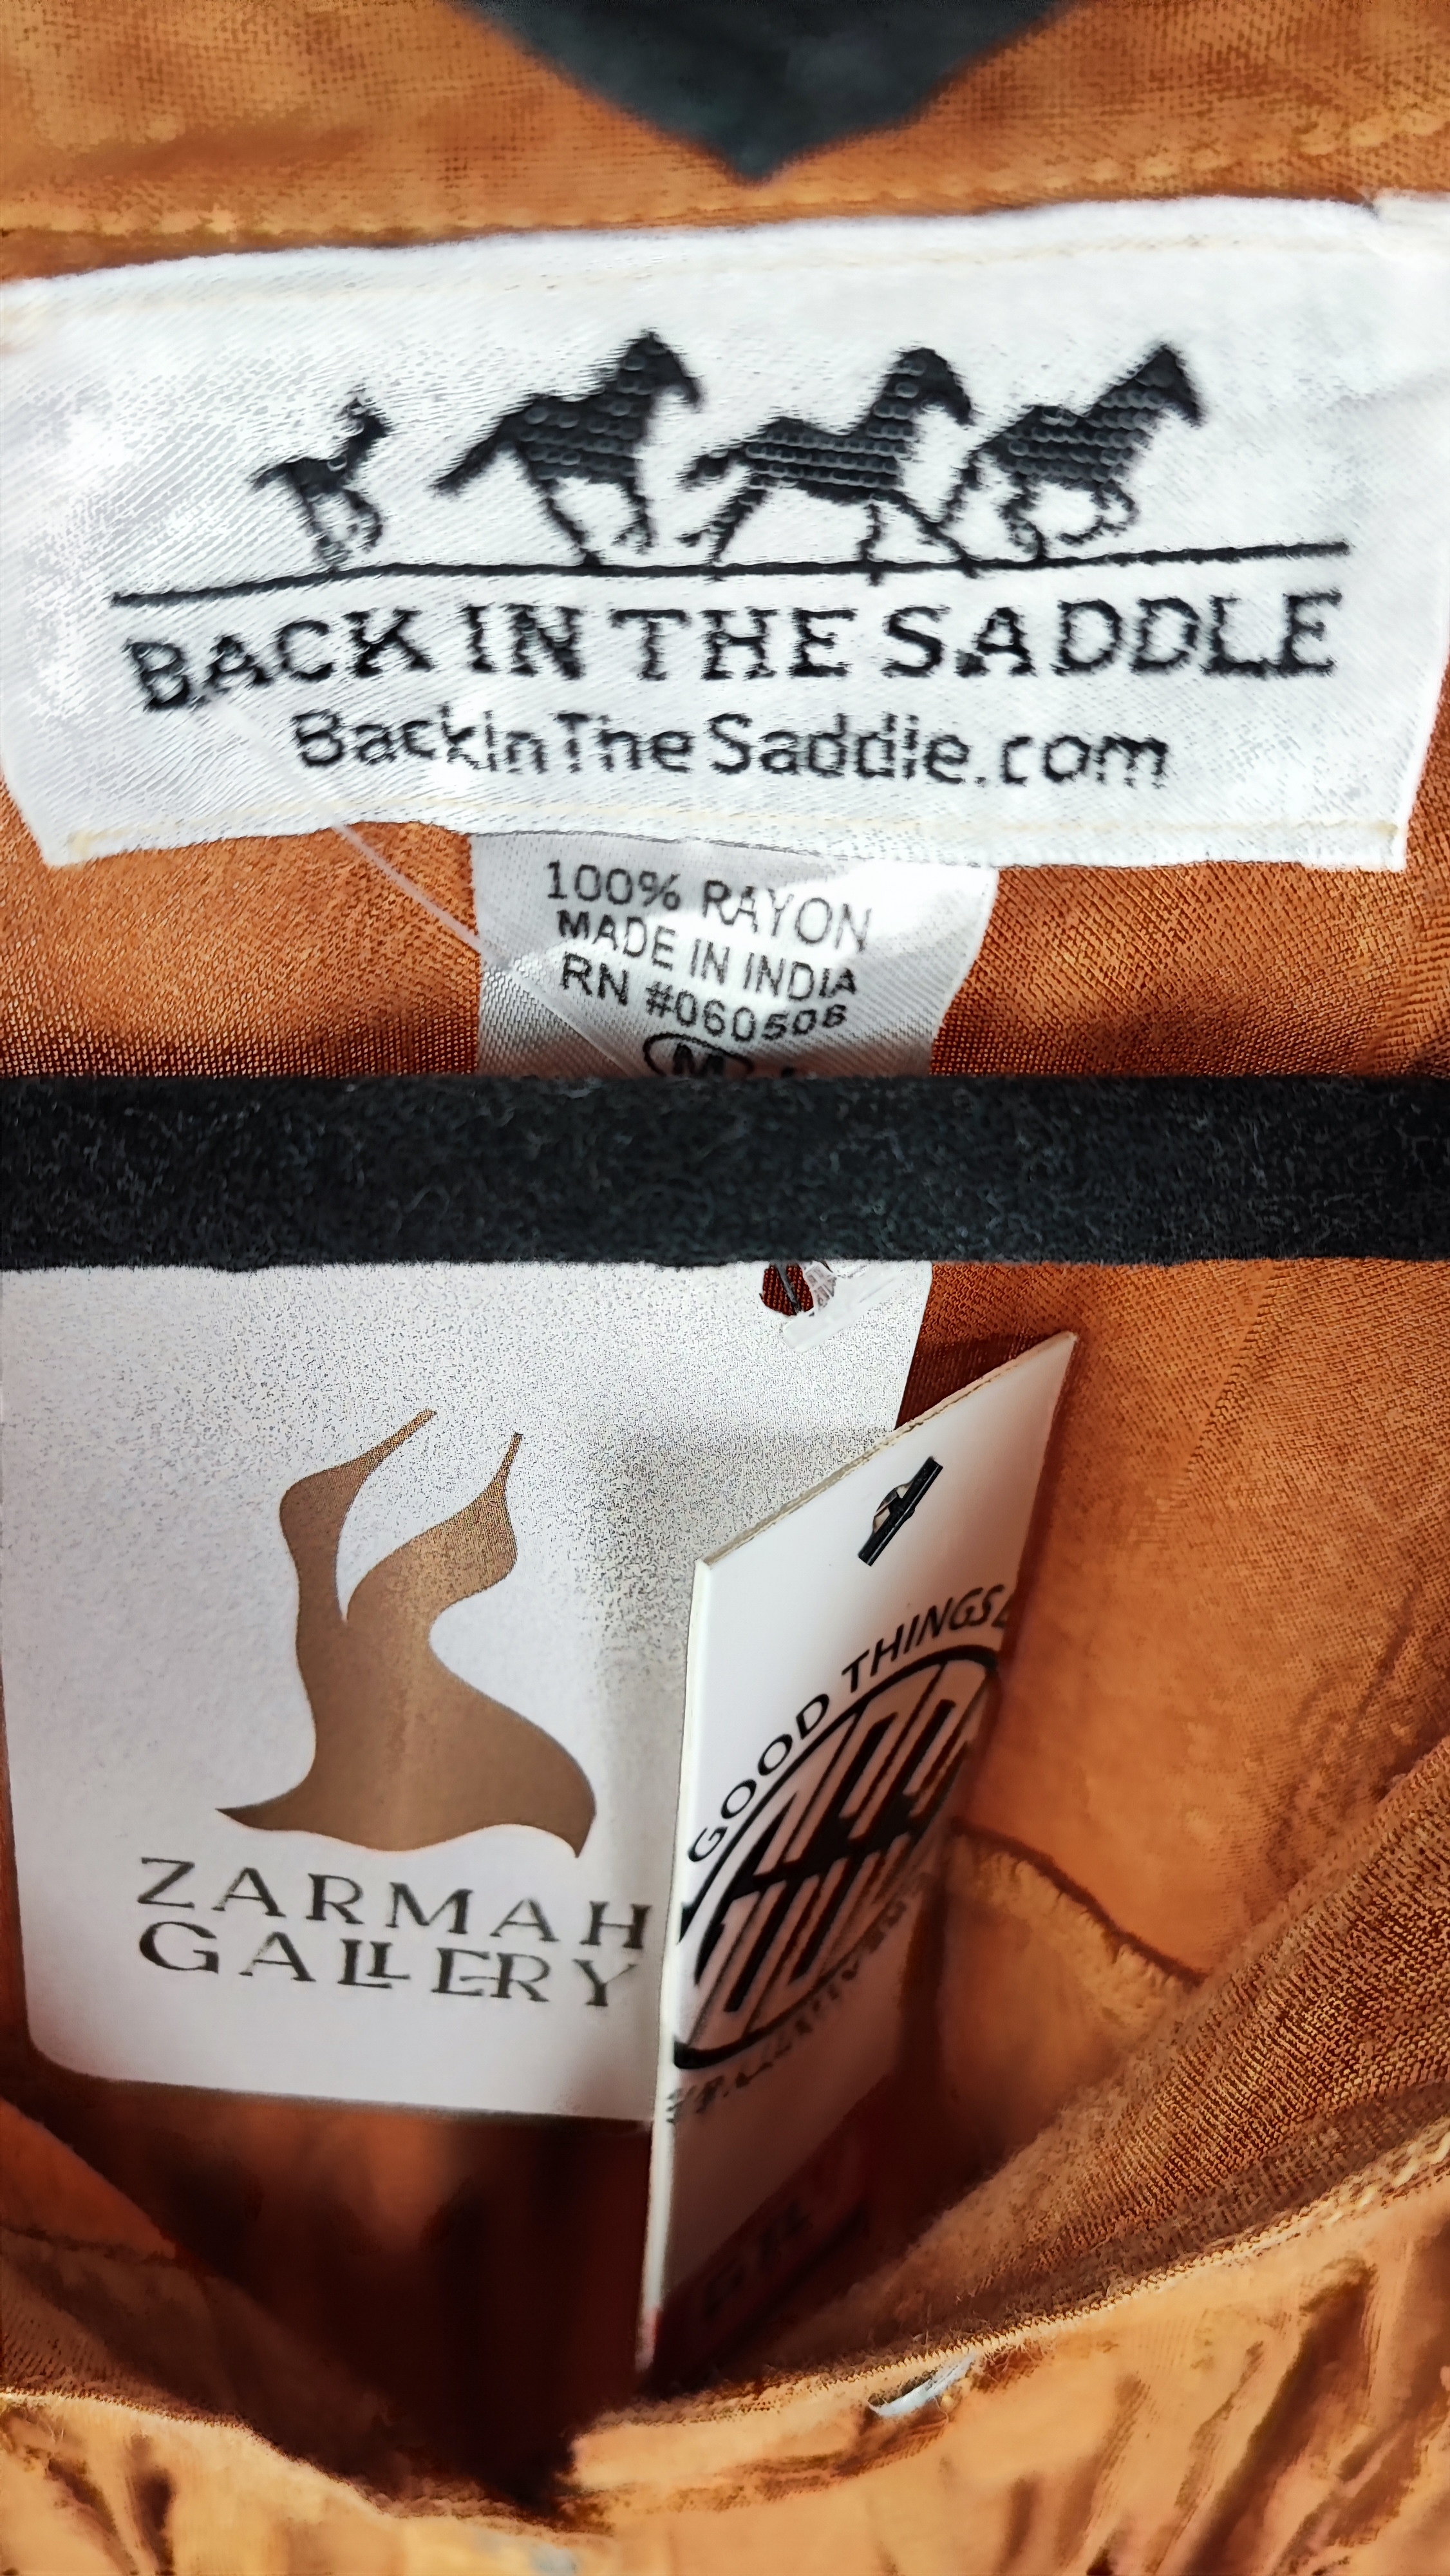 BACK IN THE SADDLE
BackInTheSaddle.com
100% RAYON
MADE IN INDIA
RN #060508
M
ZARMAH
GALLERY
GOOD THINGS